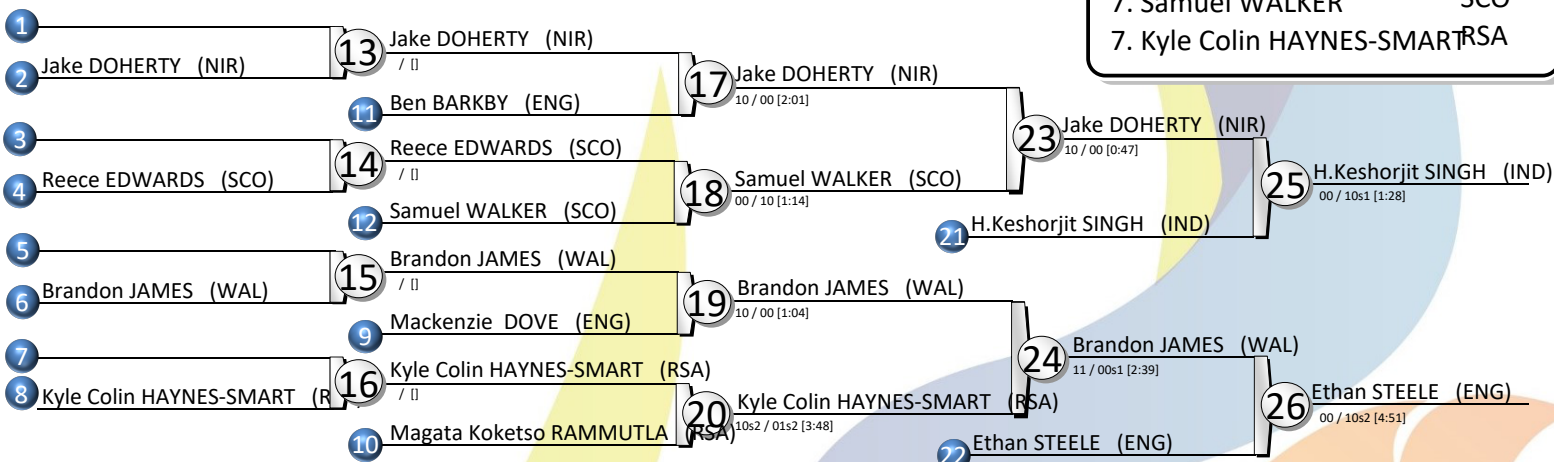 7. Samuel WALKER SCO
7. Kyle Colin HAYNES-SMART RSA
1
2 Jake DOHERTY (NIR)
3
4 Reece EDWARDS (SCO)
5
6 Brandon JAMES (WAL)
7
8 Kyle Colin HAYNES-SMART (R
13 Jake DOHERTY (NIR)
/ []
11 Ben BARKBY (ENG)
14 Reece EDWARDS (SCO)
/ []
12 Samuel WALKER (SCO)
15 Brandon JAMES (WAL)
/ []
9 Mackenzie DOVE (ENG)
16 Kyle Colin HAYNES-SMART (RSA)
/ []
10 Magata Koketso RAMMUTLA (RSA)
17 Jake DOHERTY (NIR)
10 / 00 [2:01]
18 Samuel WALKER (SCO)
00 / 10 [1:14]
19 Brandon JAMES (WAL)
10 / 00 [1:04]
20 Kyle Colin HAYNES-SMART (RSA)
10s2 / 01s2 [3:48]
23 Jake DOHERTY (NIR)
10 / 00 [0:47]
21 H.Keshorjit SINGH (IND)
24 Brandon JAMES (WAL)
11 / 00s1 [2:39]
22 Ethan STEELE (ENG)
25 H.Keshorjit SINGH (IND)
00 / 10s1 [1:28]
26 Ethan STEELE (ENG)
00 / 10s2 [4:51]